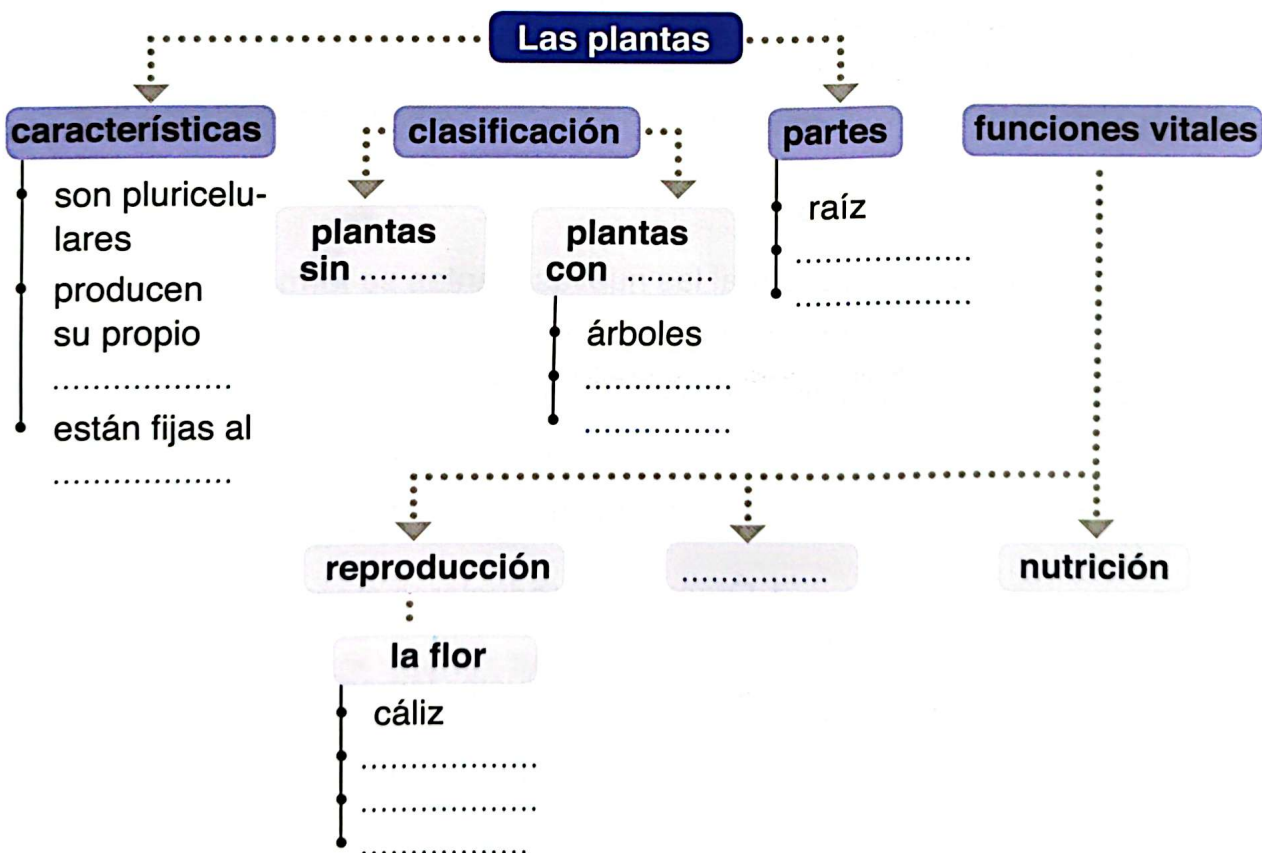 Las plantas
características
son pluricelu-
lares
producen
su propio
..................
están fijas al
..................
clasificación
plantas
sin .........
plantas
con .........
árboles
...............
...............
partes
raíz
..................
..................
funciones vitales
reproducción
la flor
cáliz
..................
..................
..................
...............
nutrición